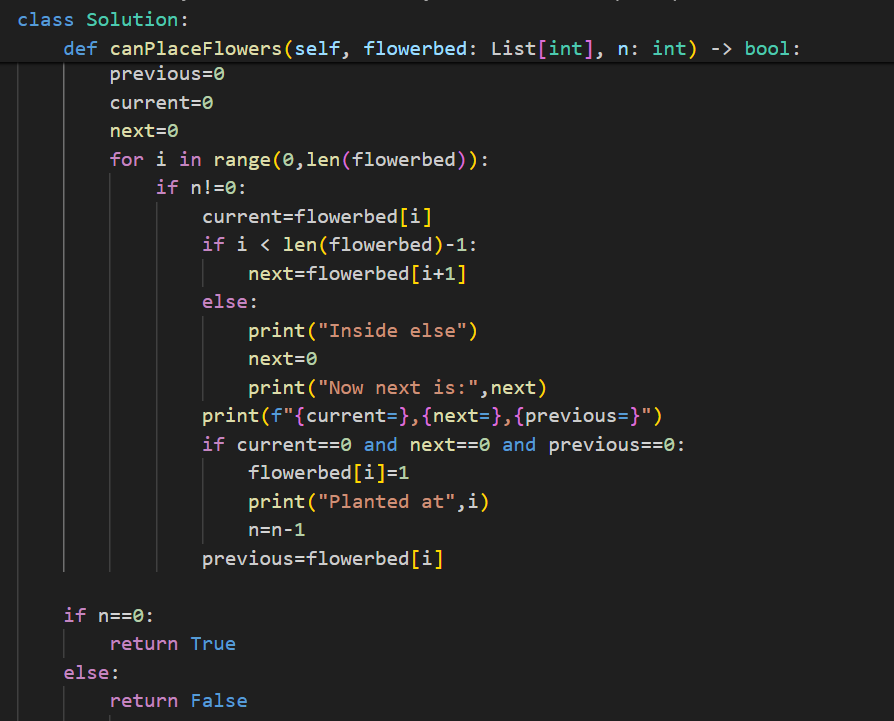 class Solution:
    def canPlaceFlowers(self, flowerbed: List[int], n: int) -> bool:
        previous=0
        current=0
        next=0
        for i in range(0,len(flowerbed)):
            if n!=0:
                current=flowerbed[i]
                if i < len(flowerbed)-1:
                    next=flowerbed[i+1]
                else:
                    print("Inside else")
                    next=0
                    print("Now next is:",next)
                print(f"{current=},{next=},{previous=}")
                if current==0 and next==0 and previous==0:
                    flowerbed[i]=1
                    print("Planted at",i)
                    n=n-1
                previous=flowerbed[i]
    if n==0:
        return True
    else:
        return False